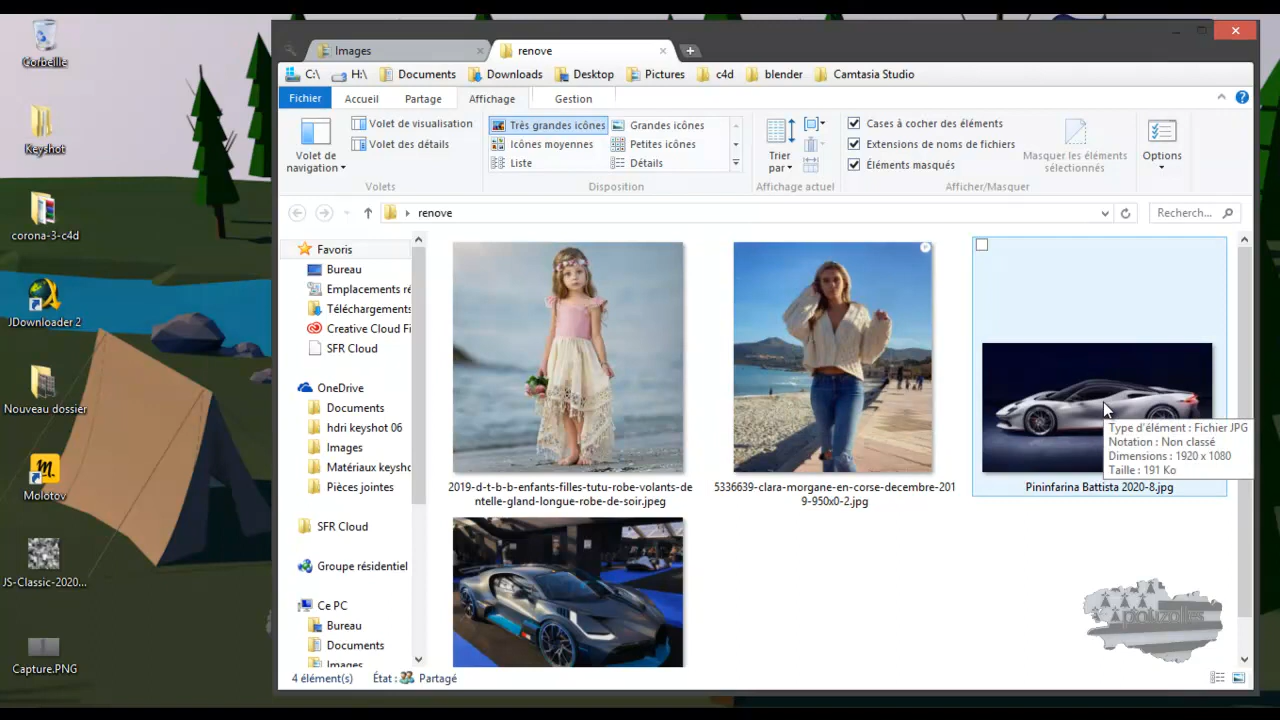 Corbeille
Keyshot
corona-3-c4d
JDownloader 2
Nouveau dossier
Molotov
JS-Classic-2020...
Capture.PNG
Images
renove
C:\
H:\
Documents
Downloads
Desktop
Pictures
c4d
blender
Camtasia Studio
Fichier
Accueil
Partage
Affichage
Gestion
Volet de navigation
Volet de visualisation
Volet des détails
Volets
Très grandes icônes
Grandes icônes
Icônes moyennes
Petites icônes
Liste
Détails
Disposition
Trier par
Affichage actuel
Cases à cocher des éléments
Extensions de noms de fichiers
Éléments masqués
Masquer les éléments
sélectionnés
Afficher/Masquer
Options
renove
Recherch...
Favoris
Bureau
Emplacements ré
Téléchargements
Creative Cloud Fi
SFR Cloud
OneDrive
Documents
hdri keyshot 06
Images
Matériaux keysho
Pièces jointes
SFR Cloud
Groupe résidentiel
Ce PC
Bureau
Documents
Images
2019-d-t-b-b-enfants-filles-tutu-robe-volants-de
ntelle-gland-longue-robe-de-soir.jpeg
5336639-clara-morgane-en-corse-decembre-201
9-950x0-2.jpg
Pininfarina Battista 2020-8.jpg
Type d'élément : Fichier JPG
Notation : Non classé
Dimensions : 1920 x 1080
Taille : 191 Ko
4 élément(s)
État :
Partagé